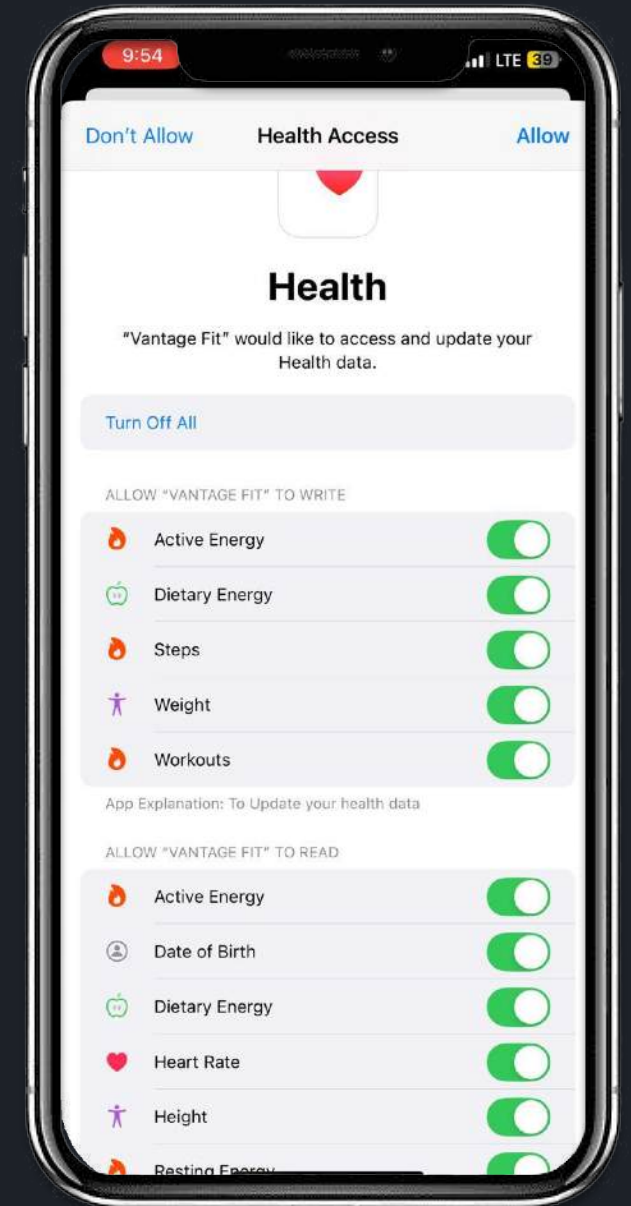 9:54
LTE 39
Don't Allow
Health Access
Allow
Health
"Vantage Fit" would like to access and update your
Health data.
Turn Off All
ALLOW "VANTAGE FIT" TO WRITE
Active Energy
Dietary Energy
Steps
Weight
Workouts
App Explanation: To Update your health data
ALLOW "VANTAGE FIT" TO READ
Active Energy
Date of Birth
Dietary Energy
Heart Rate
Height
Resting Energy